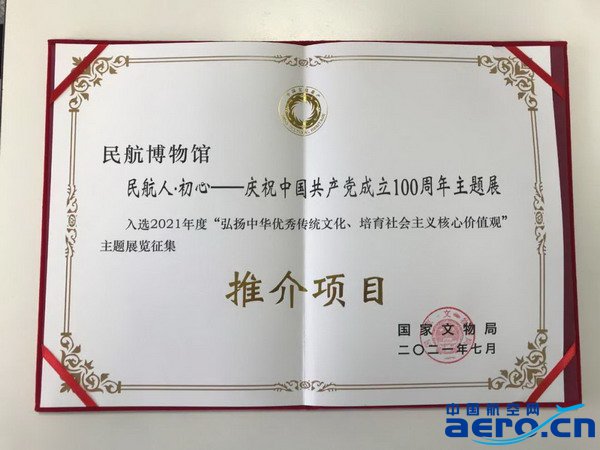 民航博物馆
民航人·初心——庆祝中国共产党成立100周年主题展
入选2021年度“弘扬中华优秀传统文化、培育社会主义核心价值观”
主题展览征集
推介项目
国家文物局
二〇二一年七月
中国航空网
aero.cn